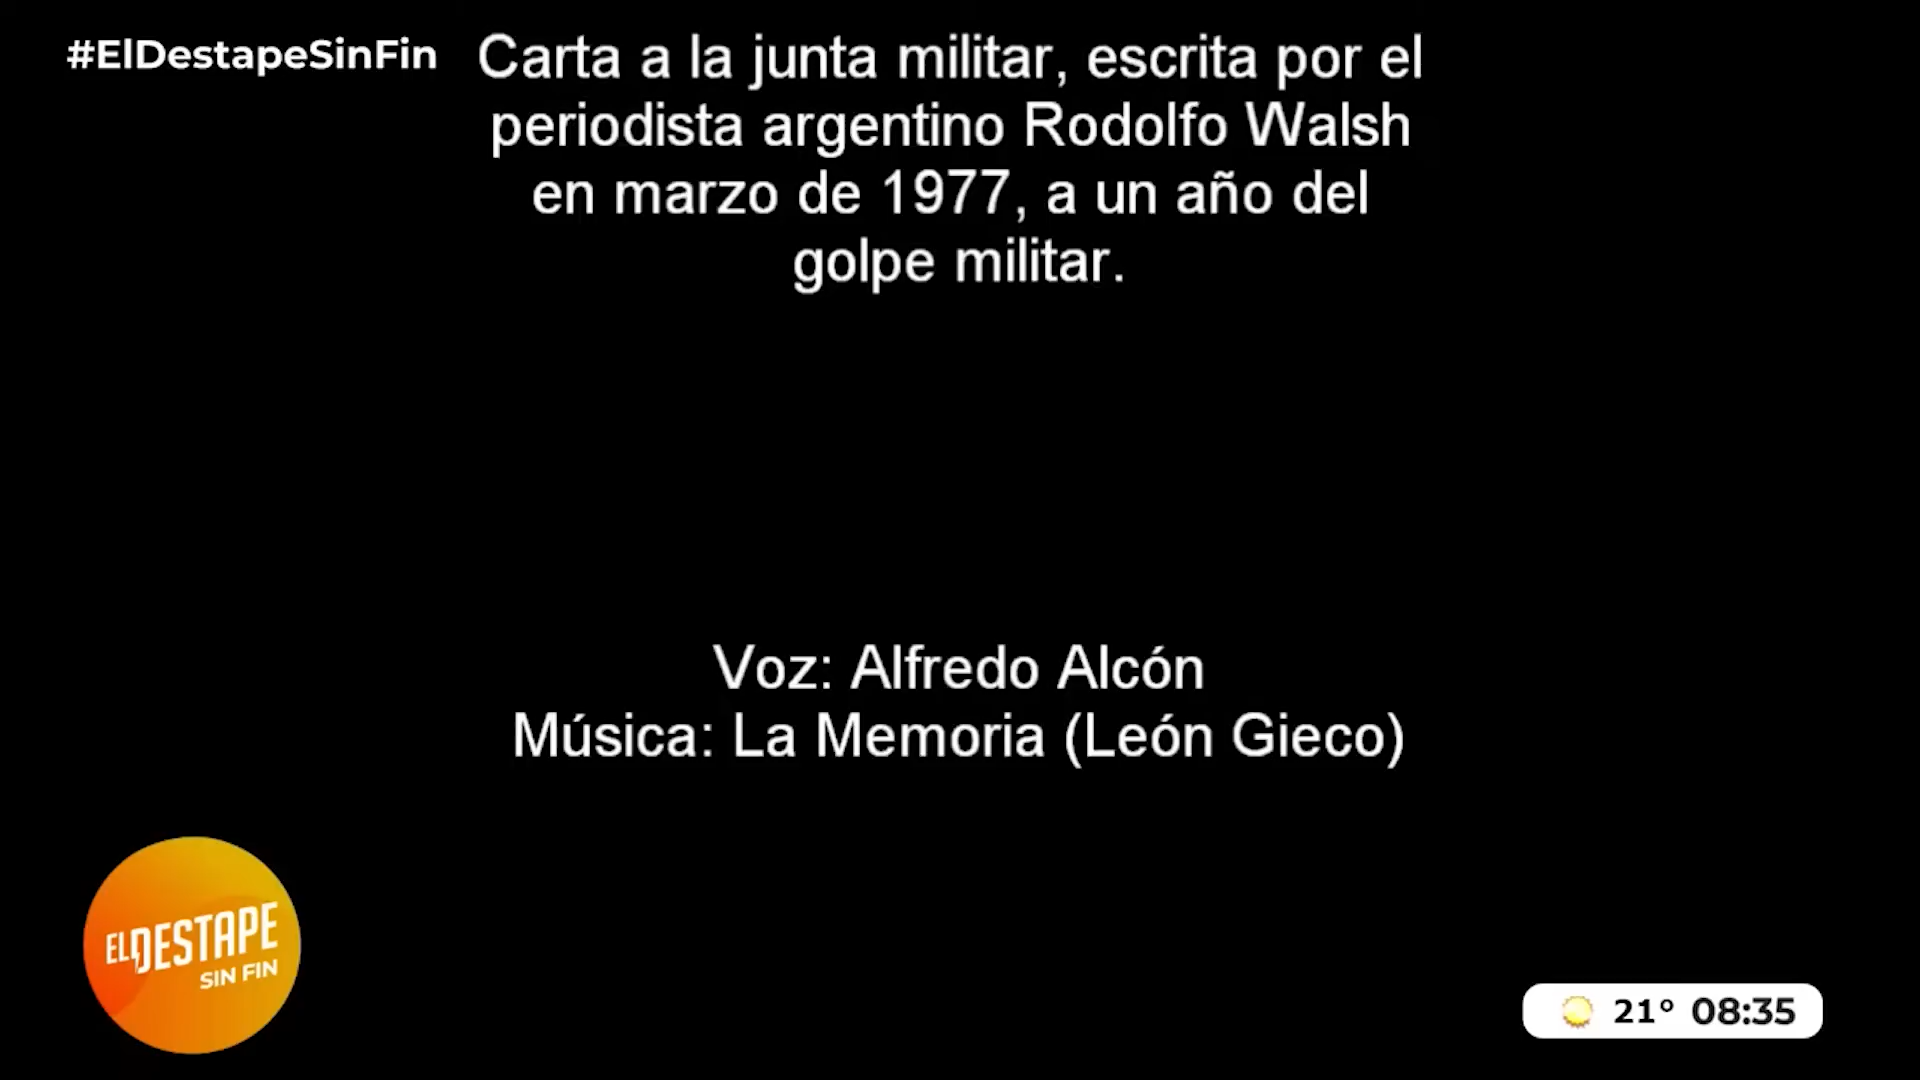 #ElDestapeSinFin
Carta a la junta militar, escrita por el
periodista argentino Rodolfo Walsh
en marzo de 1977, a un año del
golpe militar.
Voz: Alfredo Alcón
Música: La Memoria (León Gieco)
EL DESTAPE
SIN FIN
21° 08:35